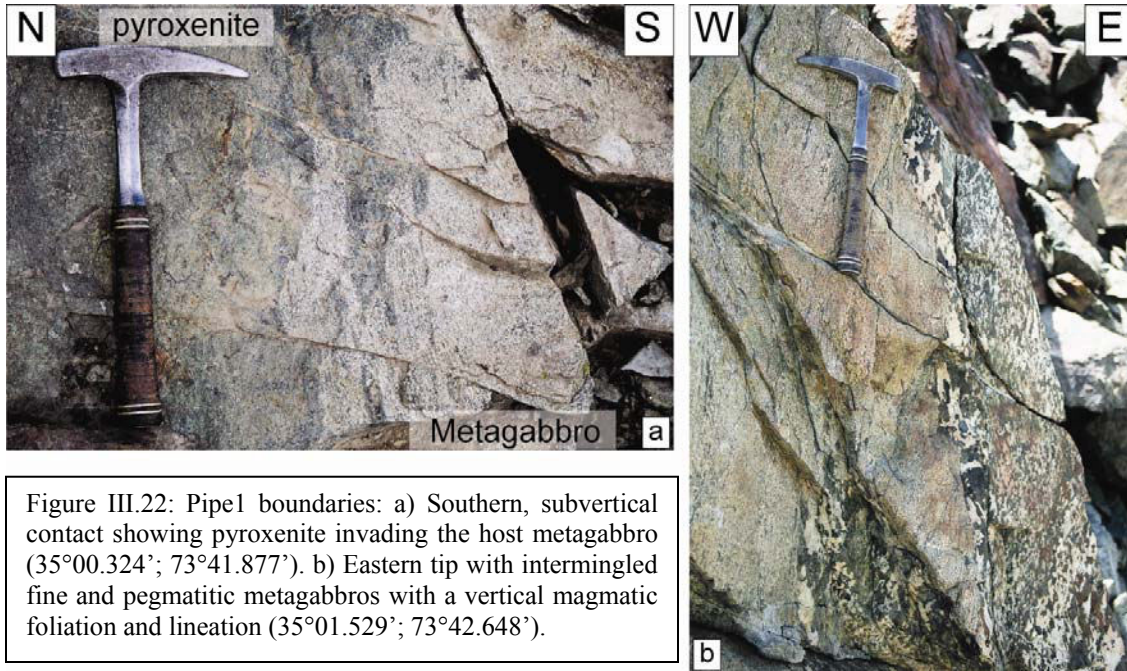 N
pyroxenite
S
Metagabbro
a
W
E
b
Figure III.22: Pipe1 boundaries: a) Southern, subvertical
contact showing pyroxenite invading the host metagabbro
(35°00.324’; 73°41.877’). b) Eastern tip with intermingled
fine and pegmatitic metagabbros with a vertical magmatic
foliation and lineation (35°01.529’; 73°42.648’).